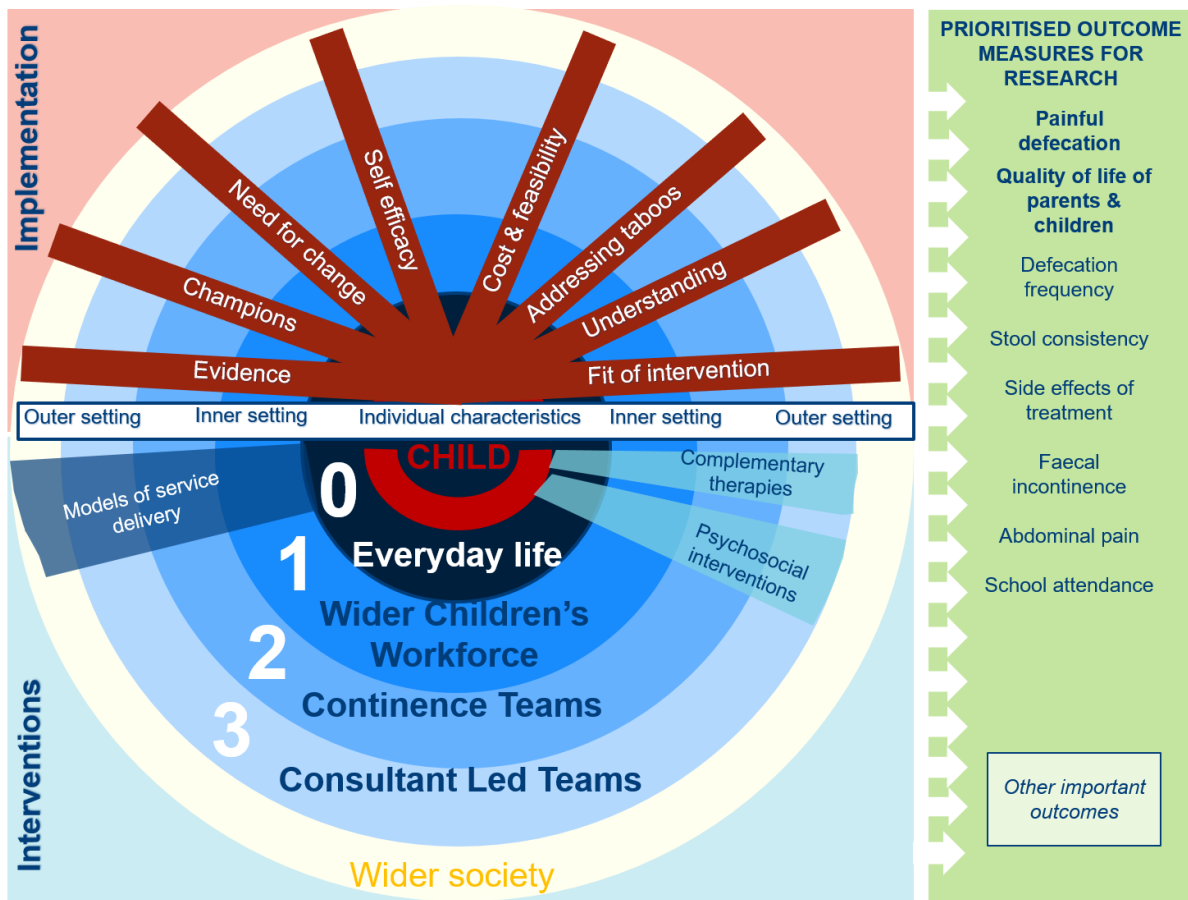 Implementation
Evidence
Champions
Need for change
Self efficacy
Cost & feasibility
Addressing taboos
Understanding
Fit of intervention
Outer setting
Inner setting
Individual characteristics
Inner setting
Outer setting
Interventions
Models of service
delivery
CHILD
Complementary
therapies
Psychosocial
interventions
0
Everyday life
1
Wider Children’s
Workforce
2
Continence Teams
3
Consultant Led Teams
Wider society
PRIORITISED OUTCOME
MEASURES FOR
RESEARCH
Painful
defecation
Quality of life of
parents &
children
Defecation
frequency
Stool consistency
Side effects of
treatment
Faecal
incontinence
Abdominal pain
School attendance
Other important
outcomes